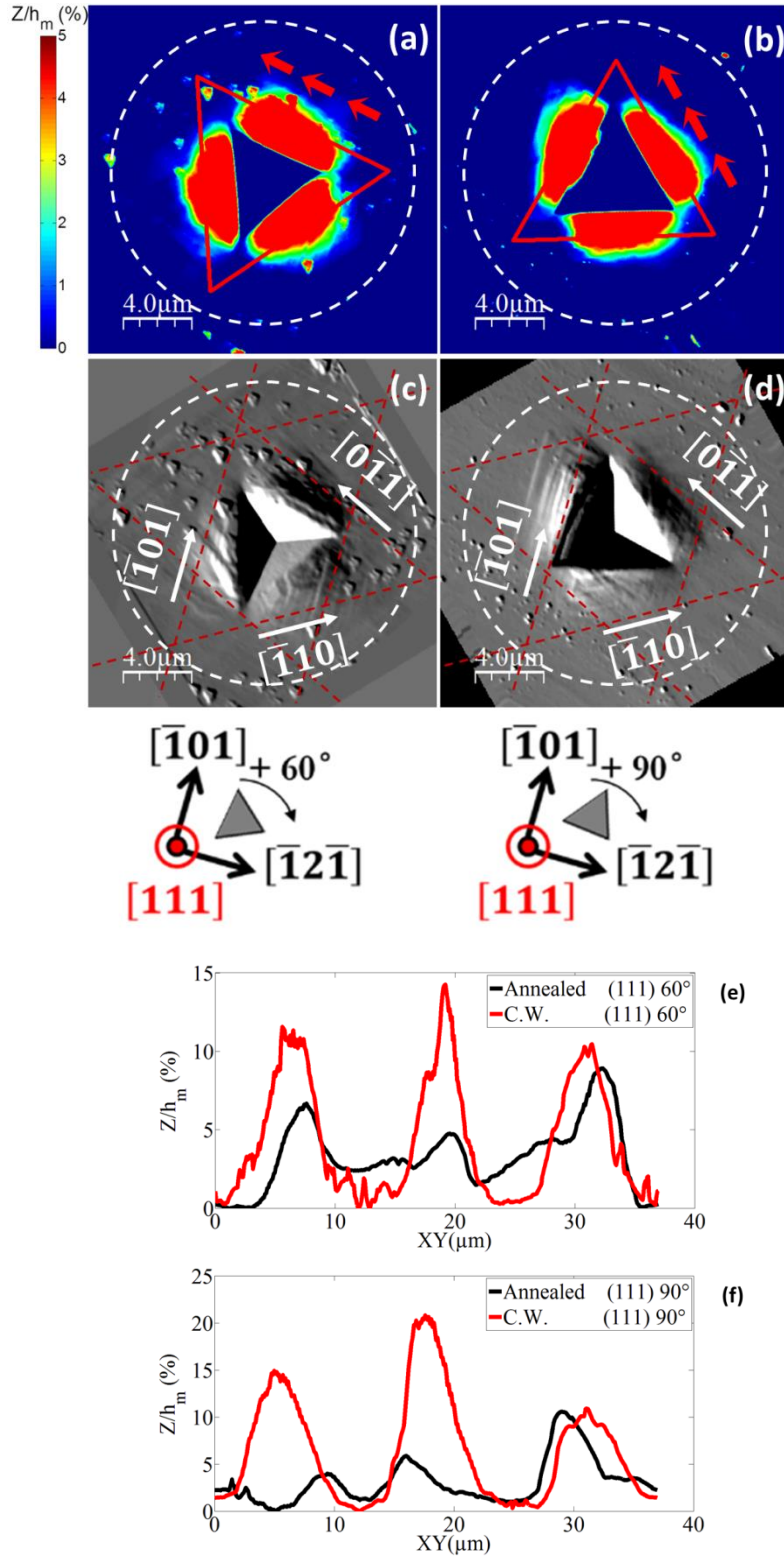 Z/hm (%)
5
4
3
2
1
0
(a)
4.0µm
(b)
4.0µm
(c)
[1̅01]
[01̅1]
[1̅10]
4.0µm
(d)
[1̅01]
[01̅1]
[1̅10]
4.0µm
[1̅01]
+ 60°
[1̅21̅]
[111]
[1̅01]
+ 90°
[1̅21̅]
[111]
(e)
Annealed (111) 60°
C.W. (111) 60°
Z/hm (%)
15
10
5
0
0 10 20 30 40
XY(µm)
(f)
Annealed (111) 90°
C.W. (111) 90°
Z/hm (%)
25
20
15
10
5
0
0 10 20 30 40
XY(µm)